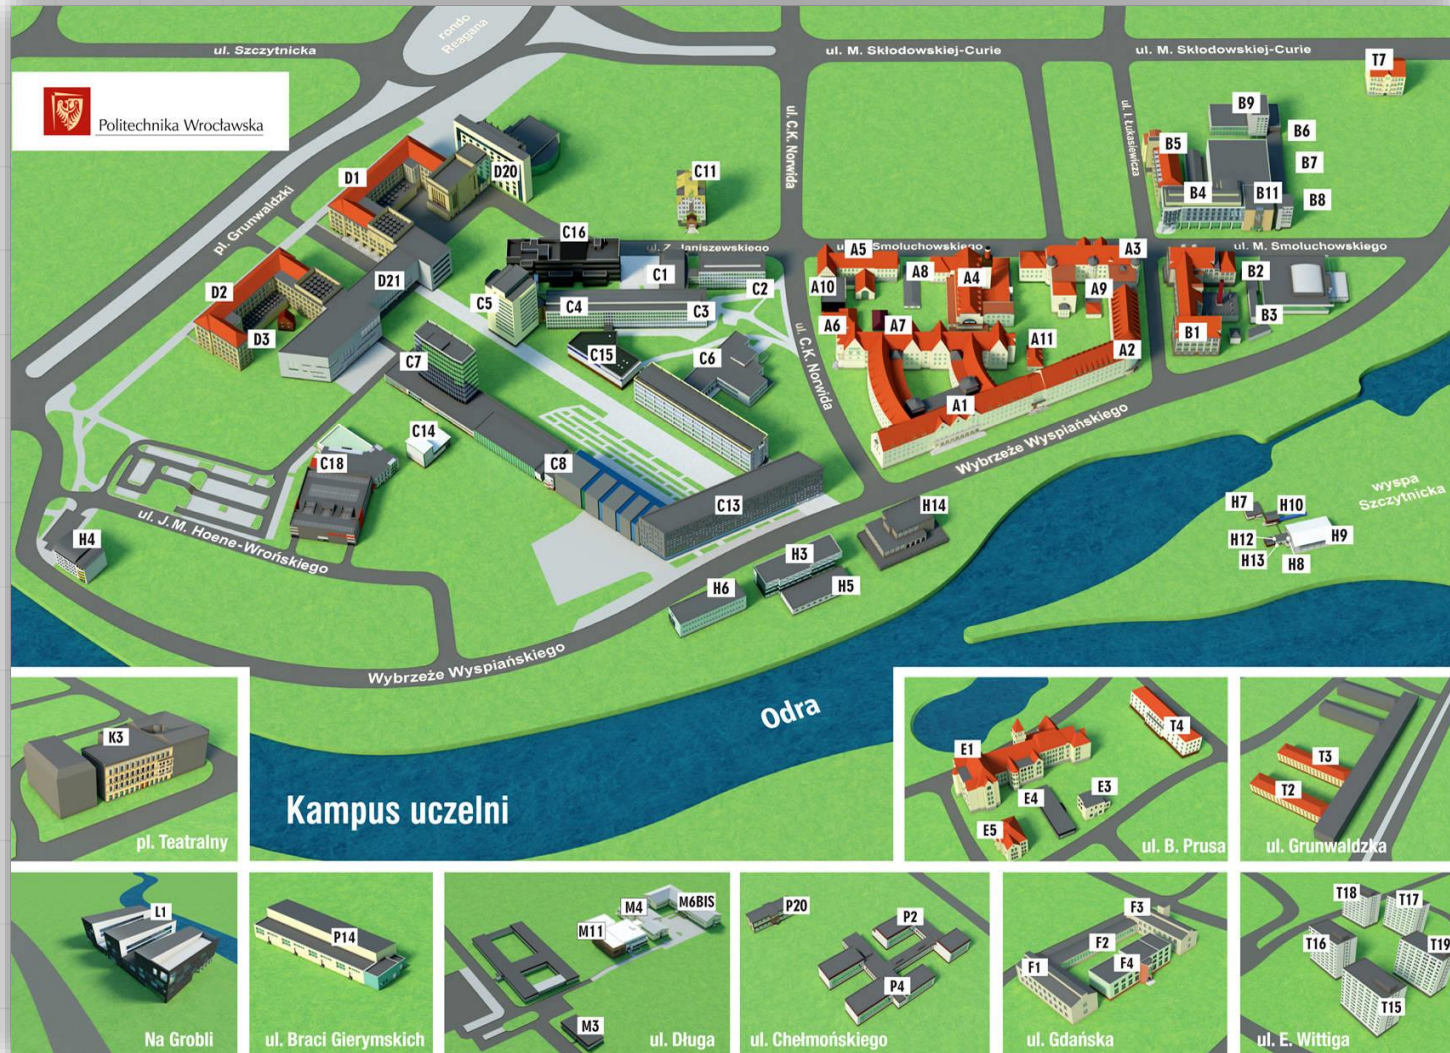 rondo
Reagana
ul. Szczytnicka
ul. M. Skłodowskiej-Curie
ul. M. Skłodowskiej-Curie
T7
Politechnika Wrocławska
ul. C.K. Norwida
ul. I. Łukasiewicza
B9
B6
B5
B7
B4
B11
B8
D1
D20
C11
pl. Grunwaldzki
C16
ul. Z. Janiszewskiego
Smoluchowskiego
ul. M. Smoluchowskiego
A5
A3
C1
A8
A4
B2
D21
C2
A10
A9
D2
C5
C4
C3
B3
D3
A6
A7
B1
C7
C15
C6
A11
A2
ul. C.K. Norwida
A1
C14
Wybrzeże Wyspiańskiego
C18
C8
wyspa
Szczytnicka
ul. J.M. Hoene-Wrońskiego
C13
H14
H7
H10
H4
H12
H9
H3
H13
H8
H6
H5
Wybrzeże Wyspiańskiego
Odra
Kampus uczelni
K3
pl. Teatralny
E1
T4
E4
E3
E5
ul. B. Prusa
T3
T2
ul. Grunwaldzka
L1
Na Grobli
P14
ul. Braci Gierymskich
M6BIS
M4
M11
M3
ul. Długa
P20
P2
P4
ul. Chełmońskiego
F3
F2
F1
F4
ul. Gdańska
T18
T17
T16
T19
T15
ul. E. Wittiga